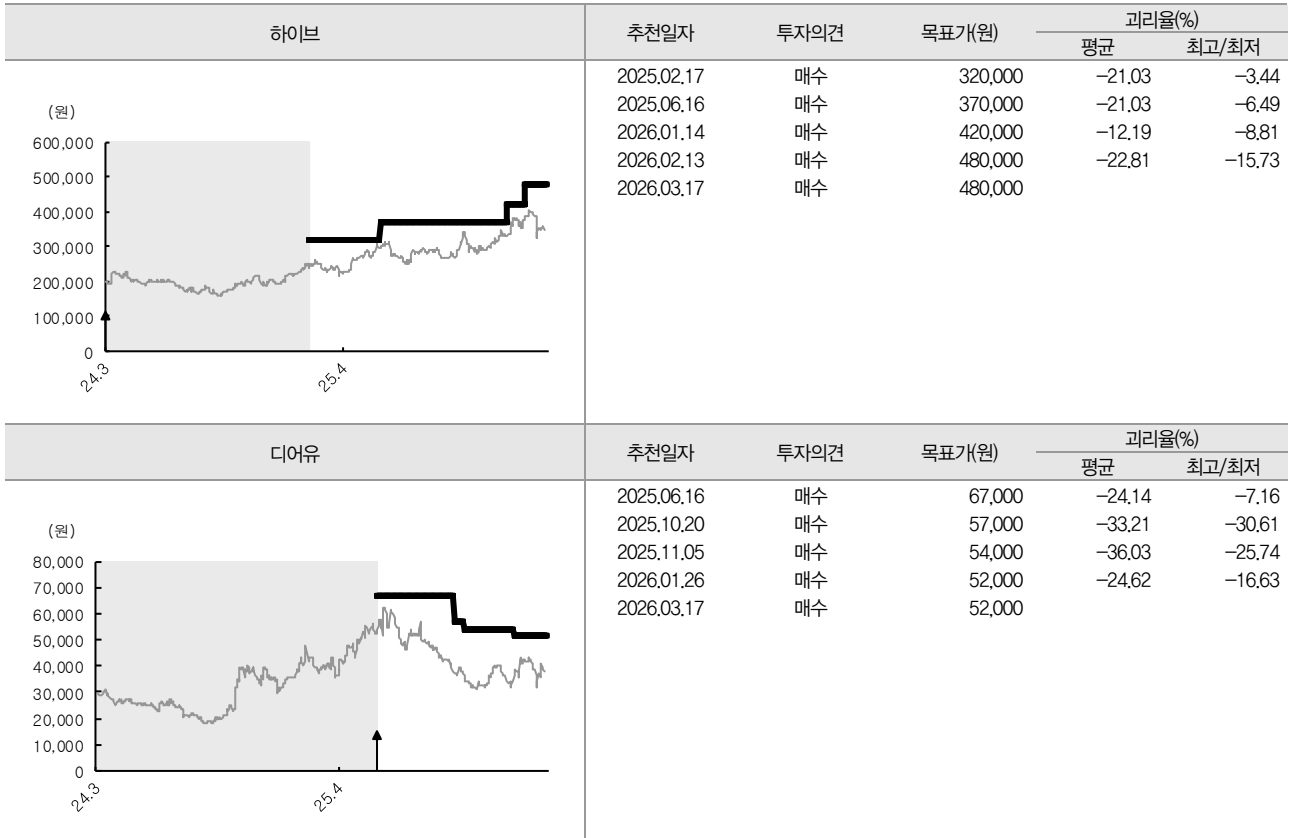 하이브 추천일자 투자의견 목표가(원) 괴리율(%)
평균 최고/최저
2025.02.17 매수 320,000 −21.03 −3.44
2025.06.16 매수 370,000 −21.03 −6.49
2026.01.14 매수 420,000 −12.19 −8.81
2026.02.13 매수 480,000 −22.81 −15.73
2026.03.17 매수 480,000
(원)
600,000
500,000
400,000
300,000
200,000
100,000
0
24.3 25.4
디어유 추천일자 투자의견 목표가(원) 괴리율(%)
평균 최고/최저
2025.06.16 매수 67,000 −24.14 −7.16
2025.10.20 매수 57,000 −33.21 −30.61
2025.11.05 매수 54,000 −36.03 −25.74
2026.01.26 매수 52,000 −24.62 −16.63
2026.03.17 매수 52,000
(원)
80,000
70,000
60,000
50,000
40,000
30,000
20,000
10,000
0
24.3 25.4